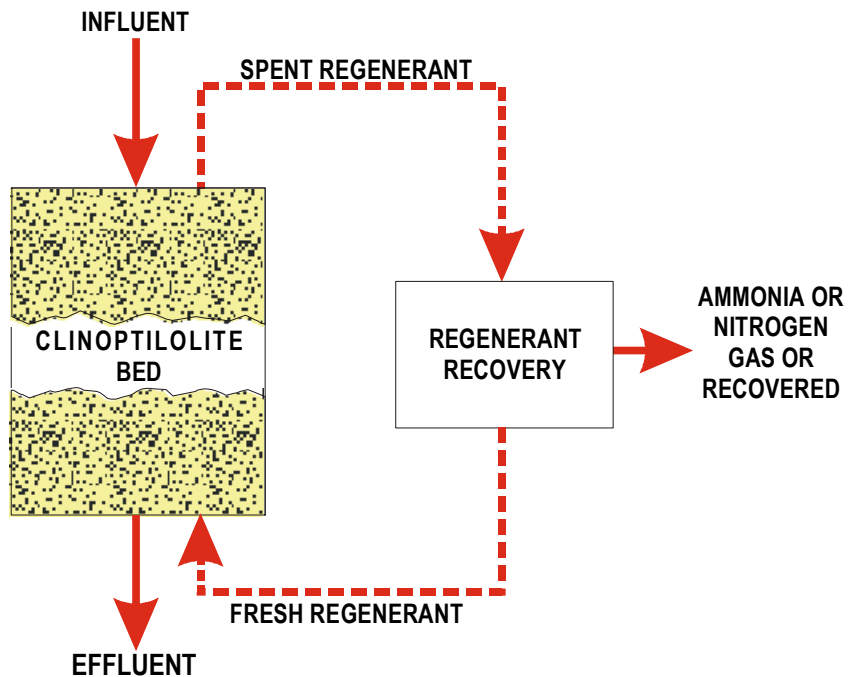 INFLUENT
SPENT REGENERANT
CLINOPTILOLITE
BED
REGENERANT
RECOVERY
AMMONIA OR
NITROGEN
GAS OR
RECOVERED
FRESH REGENERANT
EFFLUENT